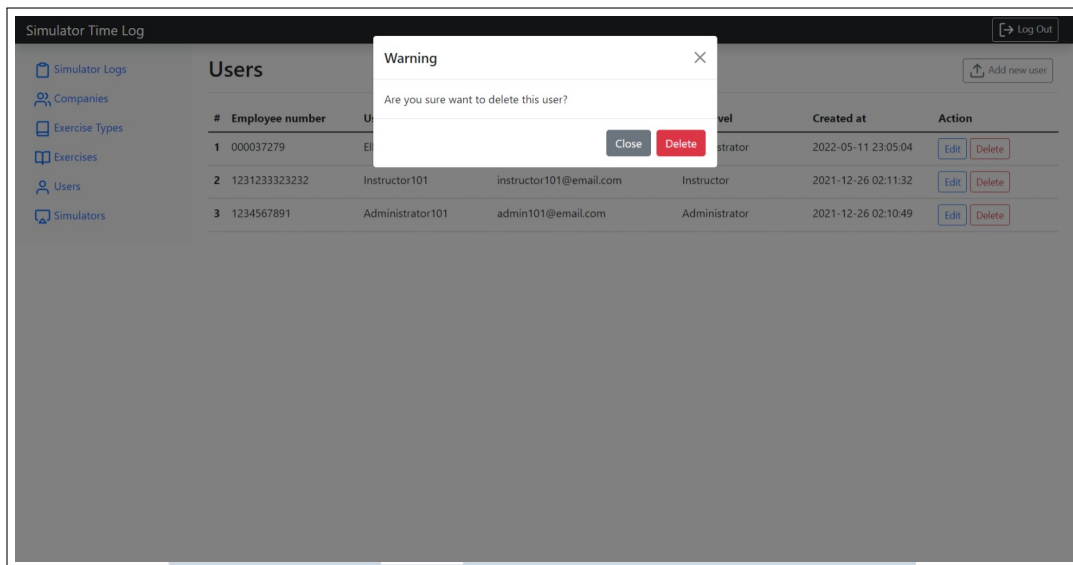 Simulator Time Log
Log Out
Warning
Are you sure want to delete this user?
Close Delete
Simulator Logs
Companies
Exercise Types
Exercises
Users
Simulators
Users
Add new user
# Employee number Created at Action
1 000037279 2022-05-11 23:05:04 Edit Delete
2 1231233323232 Instructor101 instructor101@email.com Instructor 2021-12-26 02:11:32 Edit Delete
3 1234567891 Administrator101 admin101@email.com Administrator 2021-12-26 02:10:49 Edit Delete